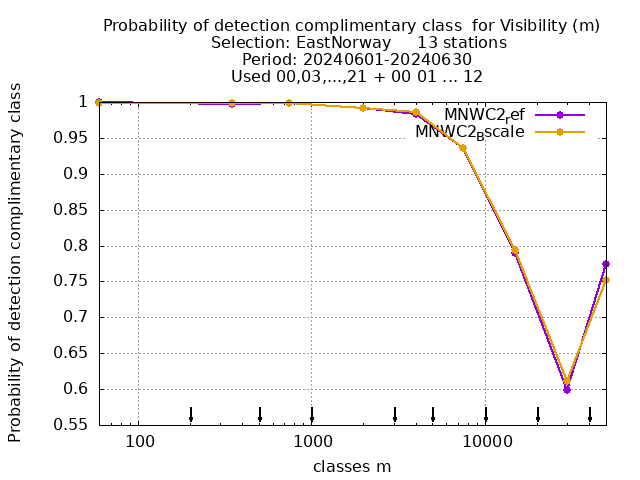 Probability of detection complimentary class  for Visibility (m)
Selection: EastNorway     13 stations
Period: 20240601-20240630
Used 00,03,...,21 + 00 01 ... 12
Probability of detection complimentary class
1
0.95
0.9
0.85
0.8
0.75
0.7
0.65
0.6
0.55
MNWC2ref
MNWC2Bscale
100
1000
10000
classes m